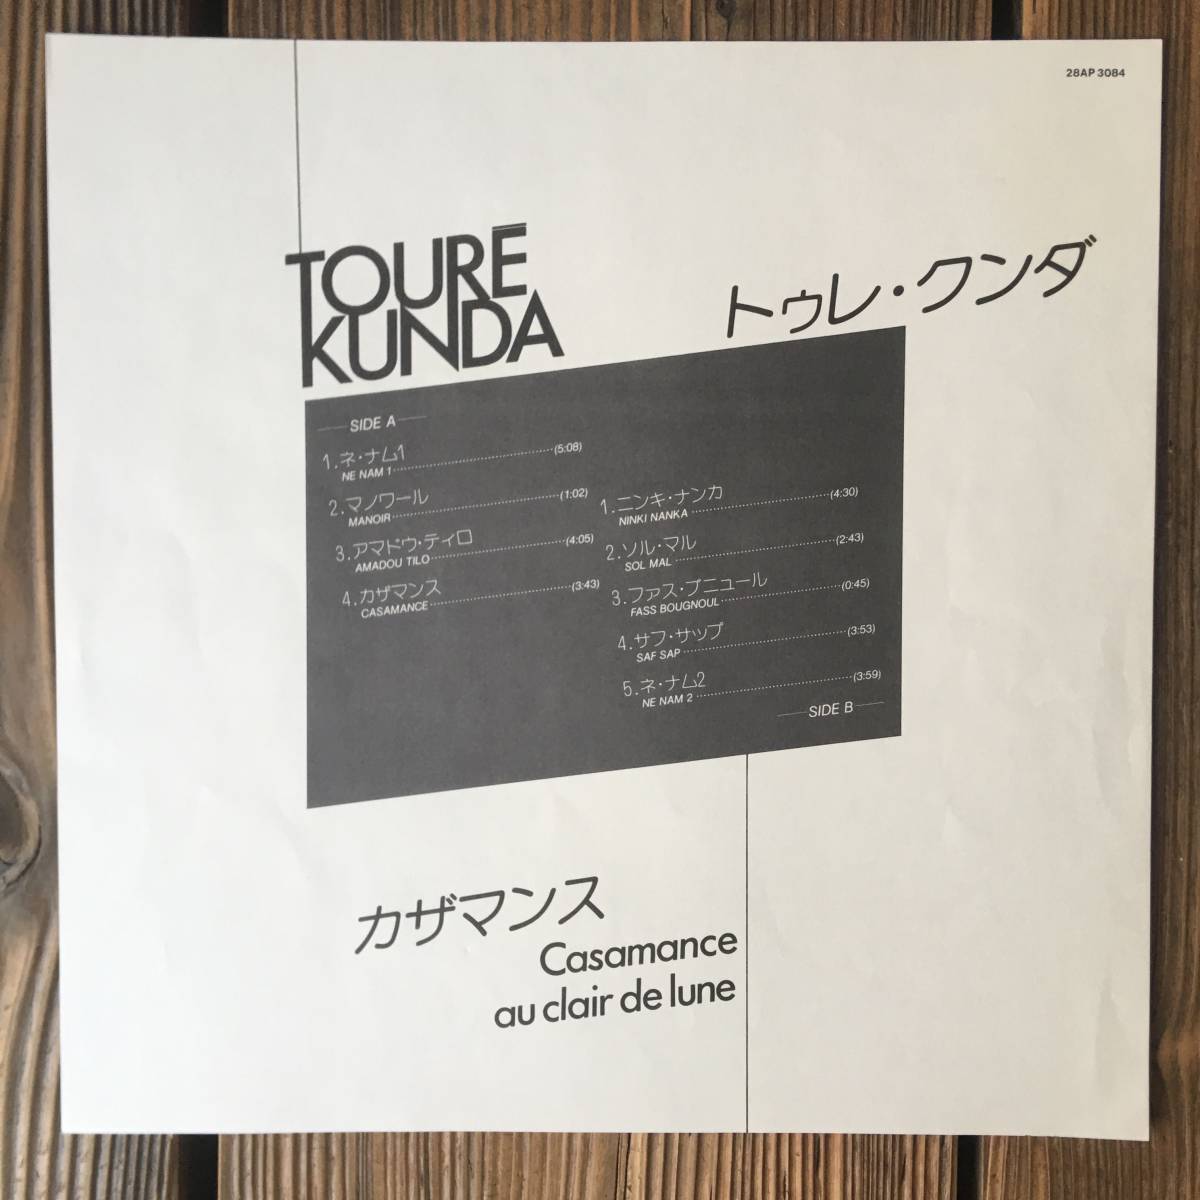 28AP 3084
TOURĒ
KUNDA
トゥレ・クンダ
SIDE A
1. ネ・ナム1
NE NAM 1 (5:08)
2. マノワール
MANOIR (1:02)
3. アマドウ・ティロ
AMADOU TILO (4:05)
4. カザマンス
CASAMANCE (3:43)
1. ニンキ・ナンカ
NINKI NANKA (4:30)
2. ソル・マル
SOL MAL (2:43)
3. ファス・ブニュール
FASS BOUGNOUL (0:45)
4. サフ・サップ
SAF SAP (3:53)
5. ネ・ナム2
NE NAM 2 (3:59)
SIDE B
カザマンス
Casamance
au clair de lune